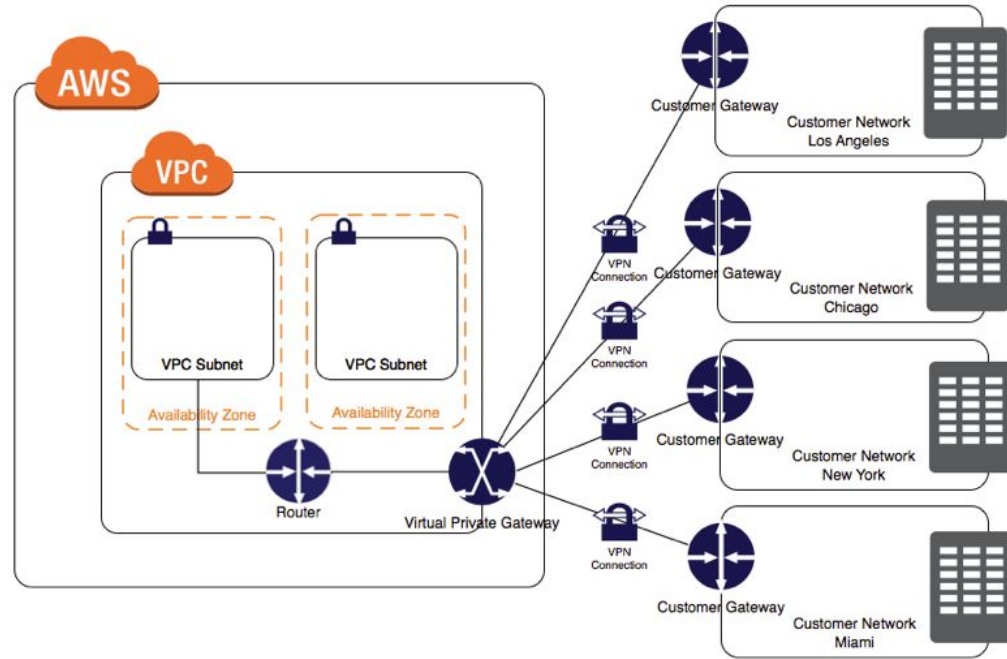 AWS
VPC
VPC Subnet
VPC Subnet
Availability Zone
Availability Zone
Router
Virtual Private Gateway
VPN
Connection
VPN
Connection
VPN
Connection
VPN
Connection
Customer Gateway
Customer Network
Los Angeles
Customer Gateway
Customer Network
Chicago
Customer Gateway
Customer Network
New York
Customer Gateway
Customer Network
Miami